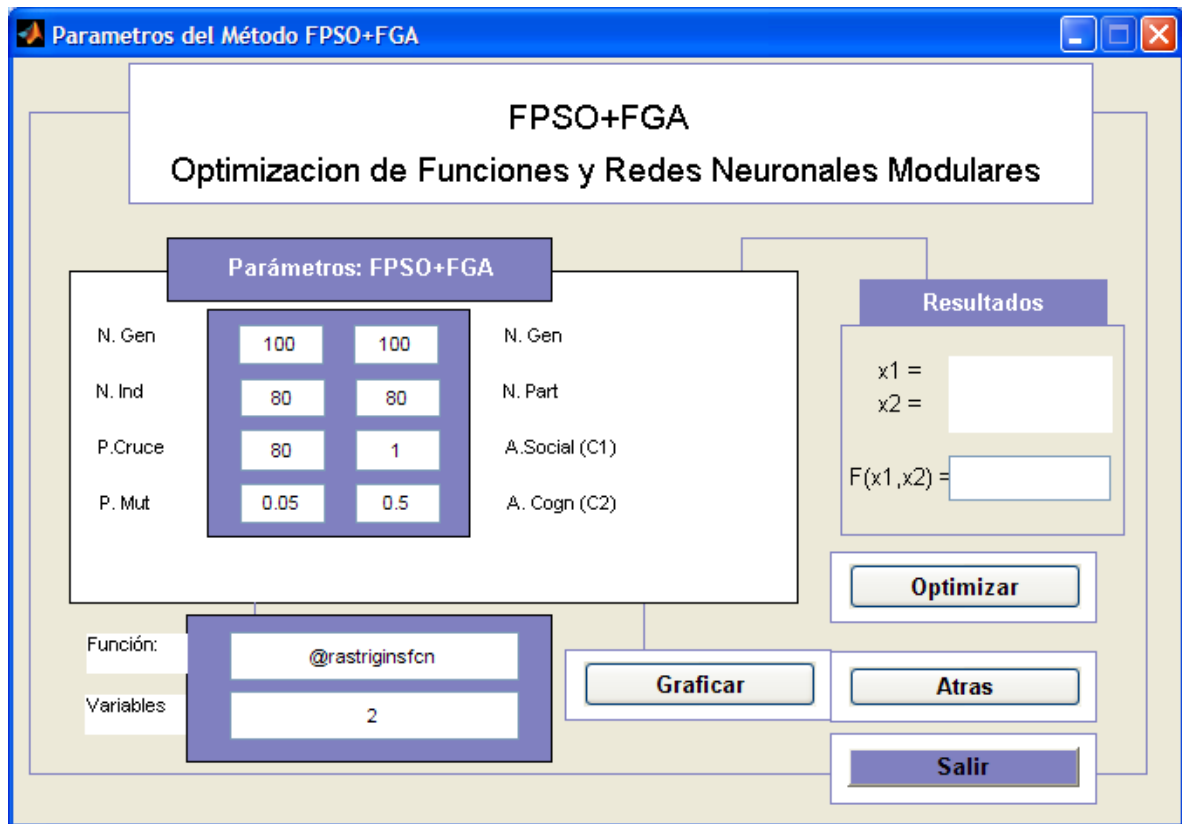 Parametros del Método FPSO+FGA
FPSO+FGA
Optimizacion de Funciones y Redes Neuronales Modulares
Parámetros: FPSO+FGA
N. Gen 100 100 N. Gen
N. Ind 80 80 N. Part
P.Cruce 80 1 A.Social (C1)
P. Mut 0.05 0.5 A. Cogn (C2)
Resultados
x1 =
x2 =
F(x1,x2) =
Optimizar
Función: @rastriginsfcn
Variables 2
Graficar
Atras
Salir